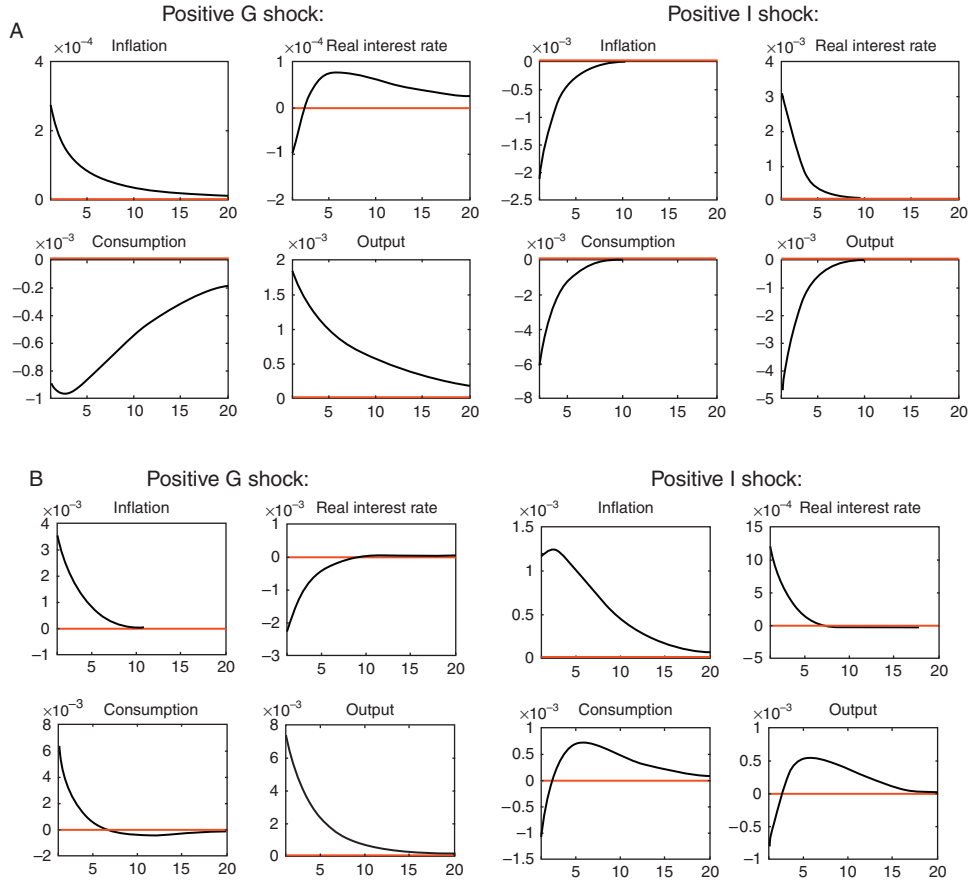 Positive G shock: Positive I shock:
A
×10−4 Inflation ×10−4 Real interest rate ×10−3 Inflation ×10−3 Real interest rate
4 1 0 4
−0.5
3
2 0 −1 2
−1.5
−1 1
−2
0 −2 −2.5 0
5 10 15 20 5 10 15 20 5 10 15 20 5 10 15 20
×10−3 Consumption ×10−3 Output ×10−3 Consumption ×10−3 Output
0 2 0 0
−0.2 1.5 −2 −1
−0.4 −2
1 −4
−0.6 −3
−0.8 0.5 −6 −4
−1 0 −8 −5
5 10 15 20 5 10 15 20 5 10 15 20 5 10 15 20
B Positive G shock: Positive I shock:
×10−3 Inflation ×10−3 Real interest rate ×10−3 Inflation ×10−4 Real interest rate
4 1 1.5 15
3 0 10
2 1
−1 5
1 0.5
0 −2 0
−1 −3 0 −5
5 10 15 20 5 10 15 20 5 10 15 20 5 10 15 20
×10−3 Consumption ×10−3 Output ×10−3 Consumption ×10−3 Output
8 8 1 1
6 6 0.5 0.5
4 0
4 0
2 −0.5
0 2 −1 −0.5
−2 0 −1.5 −1
5 10 15 20 5 10 15 20 5 10 15 20 5 10 15 20